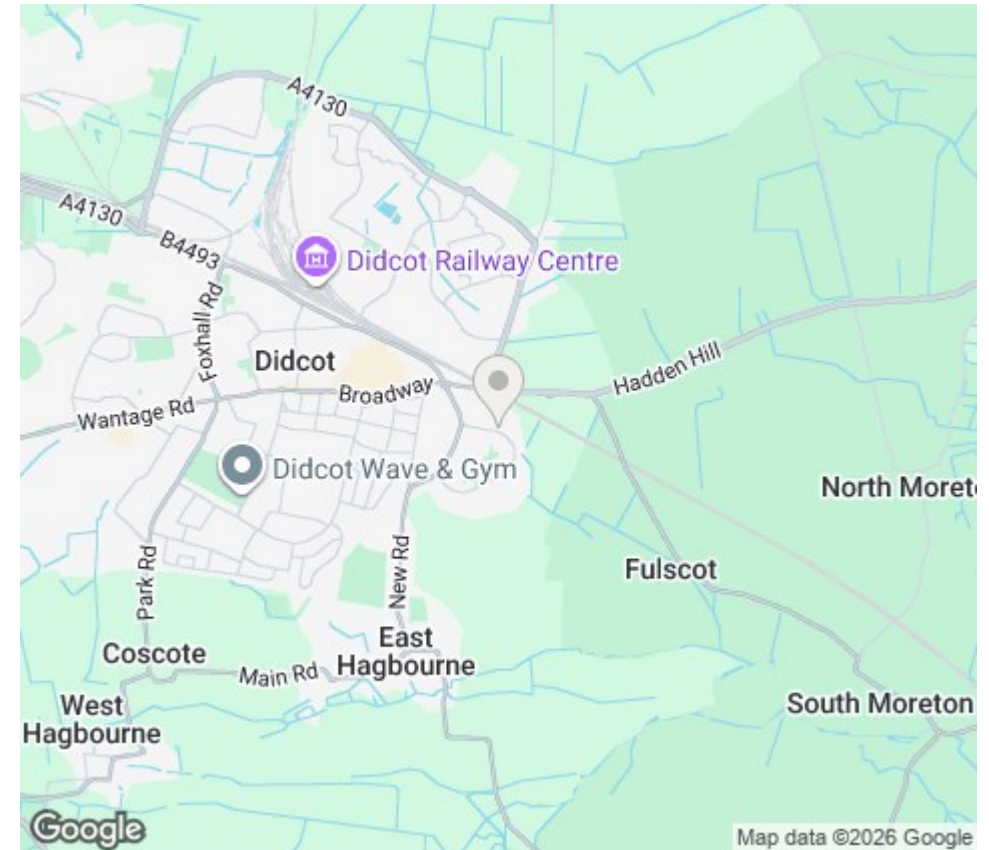 A4130
A4130
B4493
Didcot Railway Centre
Foxhall Rd
Didcot
Broadway
Hadden Hill
Wantage Rd
Didcot Wave & Gym
North Moret
Fulscot
New Rd
Park Rd
East
Hagbourne
Coscote
Main Rd
West
Hagbourne
South Moreton
Google
Map data ©2026 Google